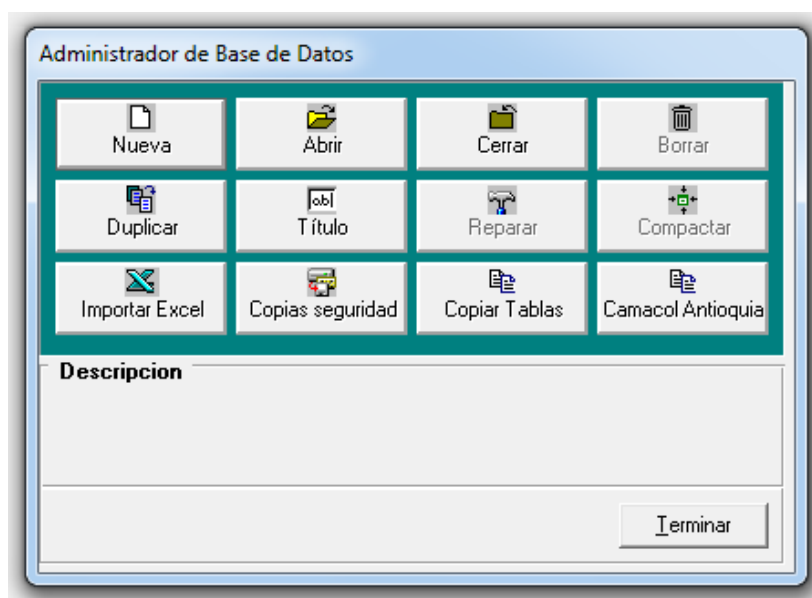 Administrador de Base de Datos
Nueva
Abrir
Cerrar
Borrar
Duplicar
ab
Título
Reparar
Compactar
Importar Excel
Copias seguridad
Copiar Tablas
Camacol Antioquia
Descripcion
Terminar